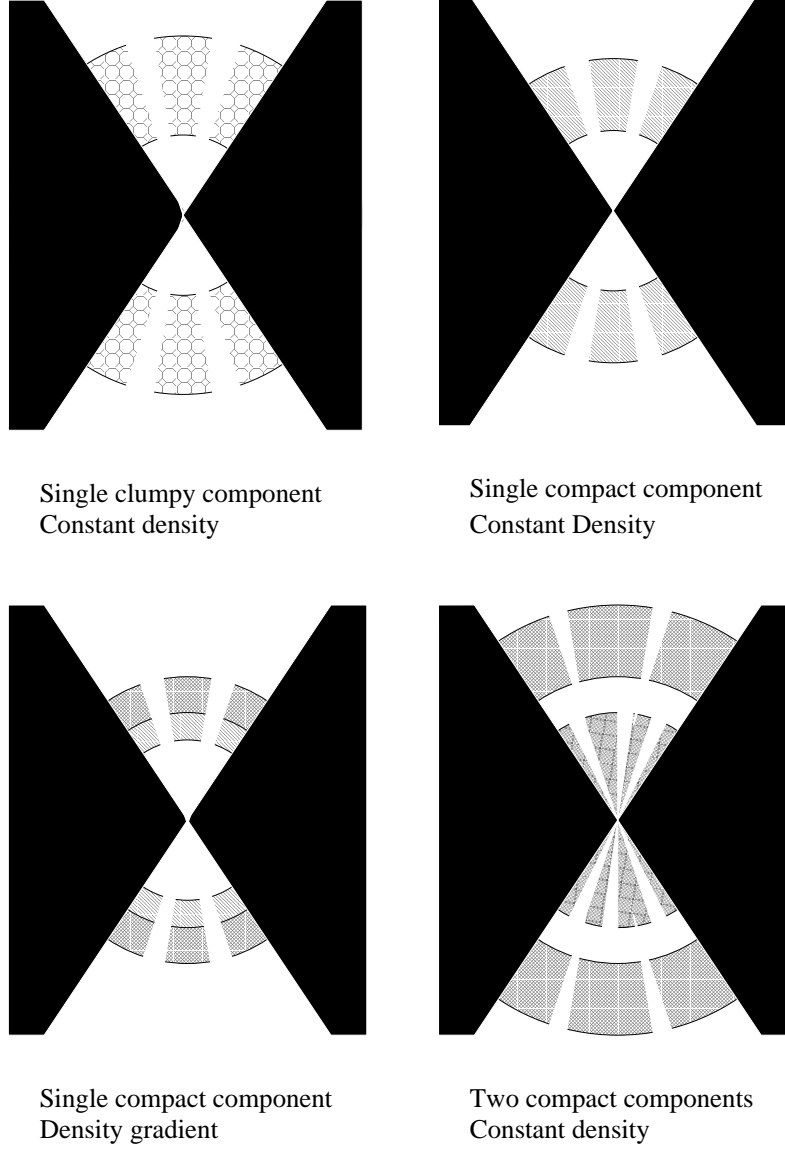 Single clumpy component
Constant density
Single compact component
Constant Density
Single compact component
Density gradient
Two compact components
Constant density